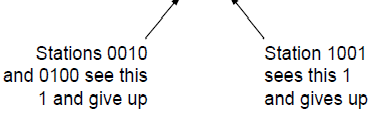 Stations 0010
and 0100 see this
1 and give up
Station 1001
sees this 1
and gives up